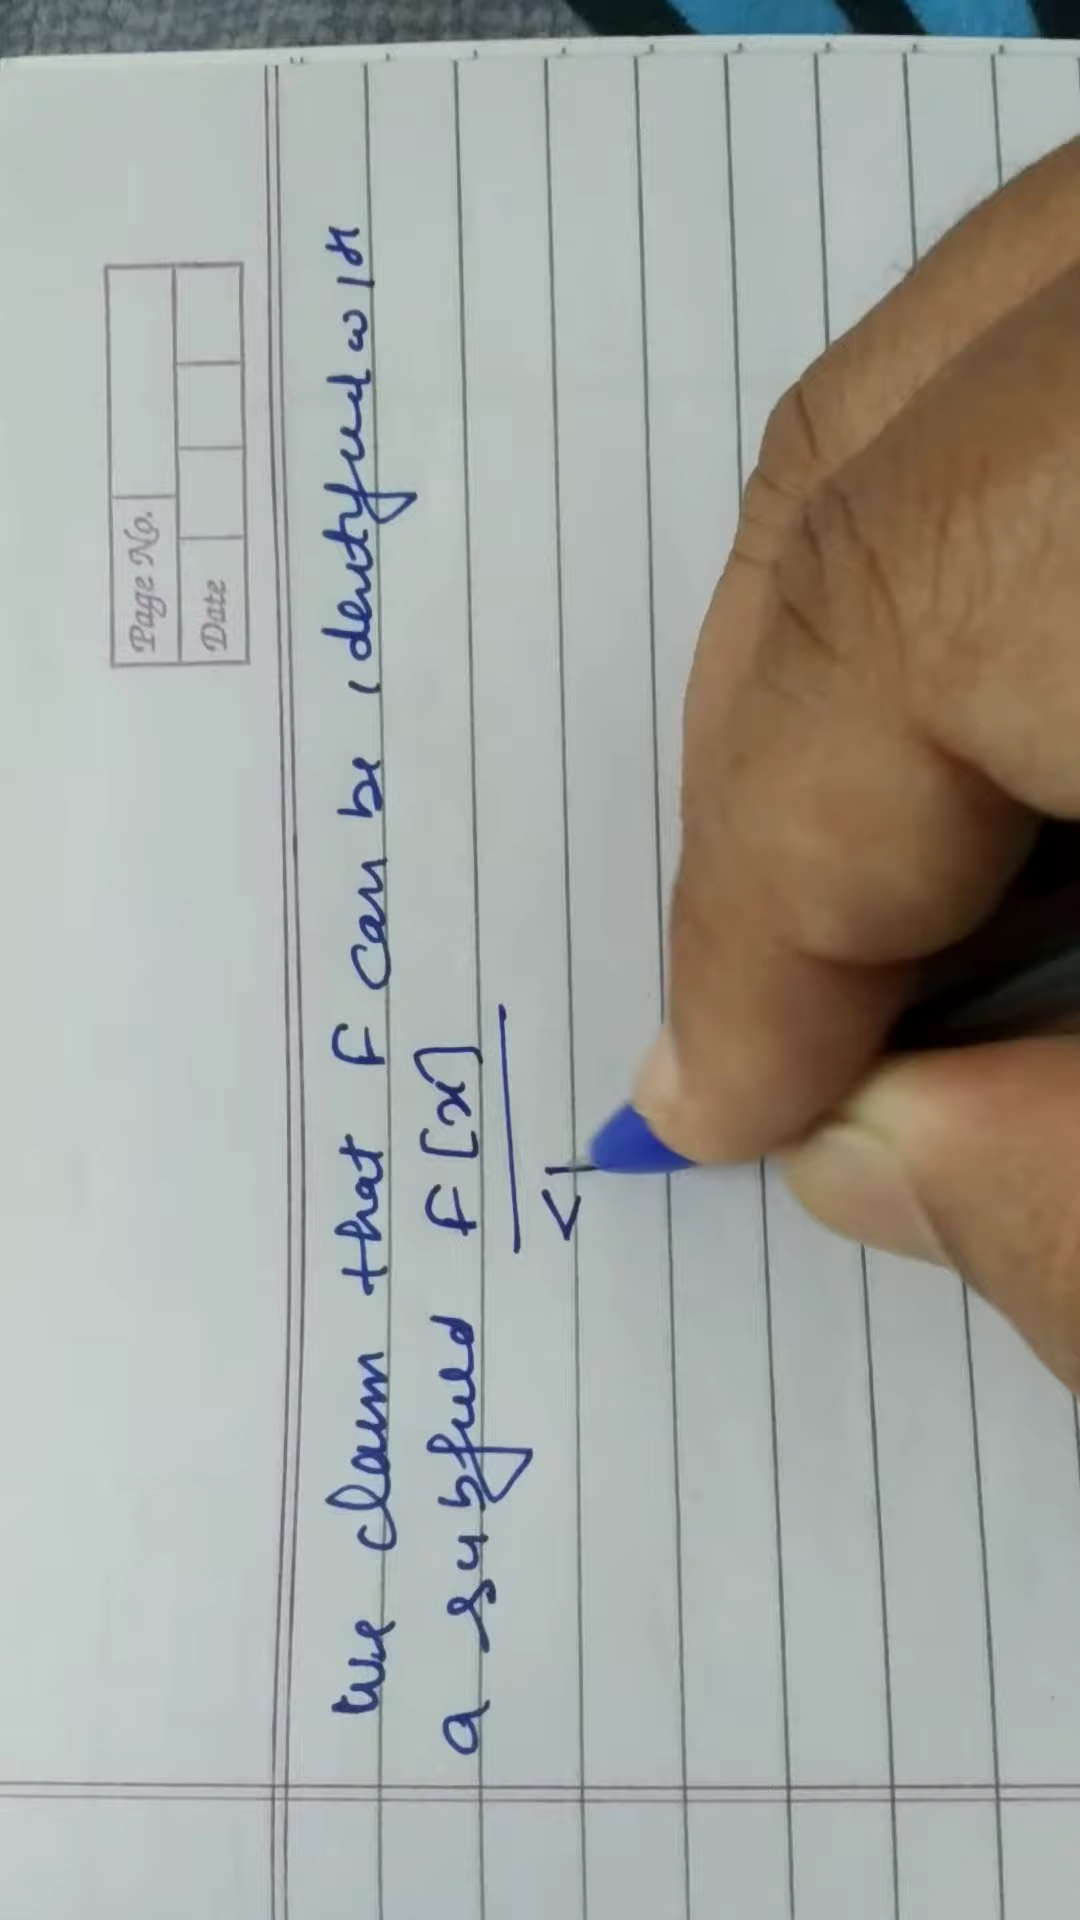 Page No.
Date
We claim that F can be identified with
a subfield F[x]
<